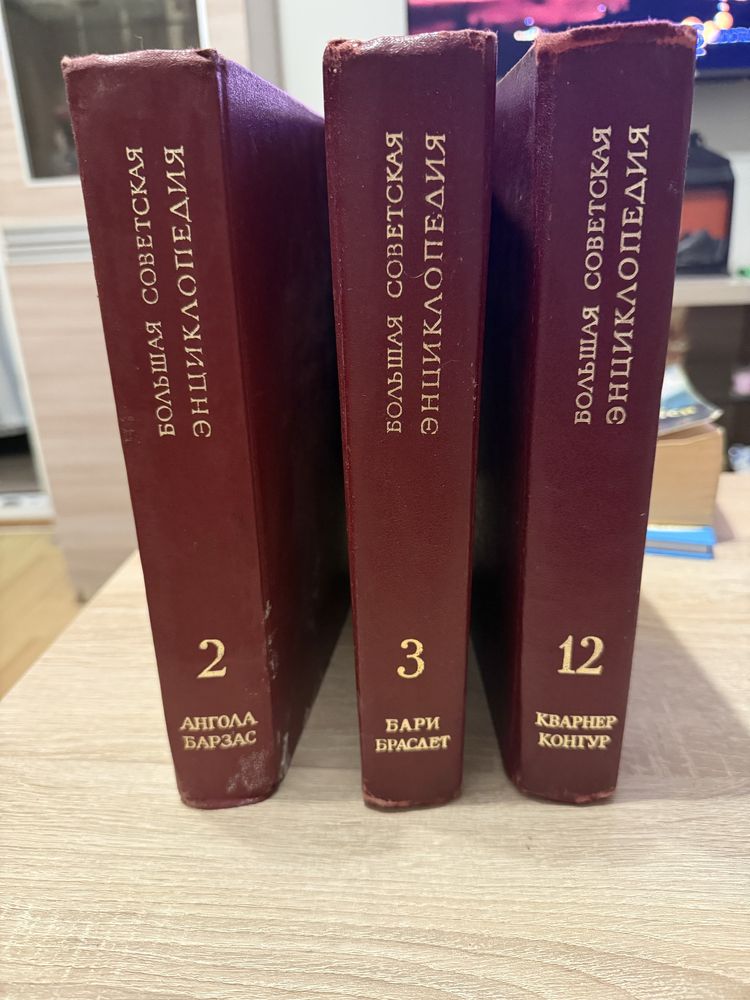 БОЛЬШАЯ СОВЕТСКАЯ
ЭНЦИКЛОПЕДИЯ
2
АНГОЛА
БАРЗАС
БОЛЬШАЯ СОВЕТСКАЯ
ЭНЦИКЛОПЕДИЯ
3
БАРИ
БРАСЛЕТ
БОЛЬШАЯ СОВЕТСКАЯ
ЭНЦИКЛОПЕДИЯ
12
КВАРНЕР
КОНГУР